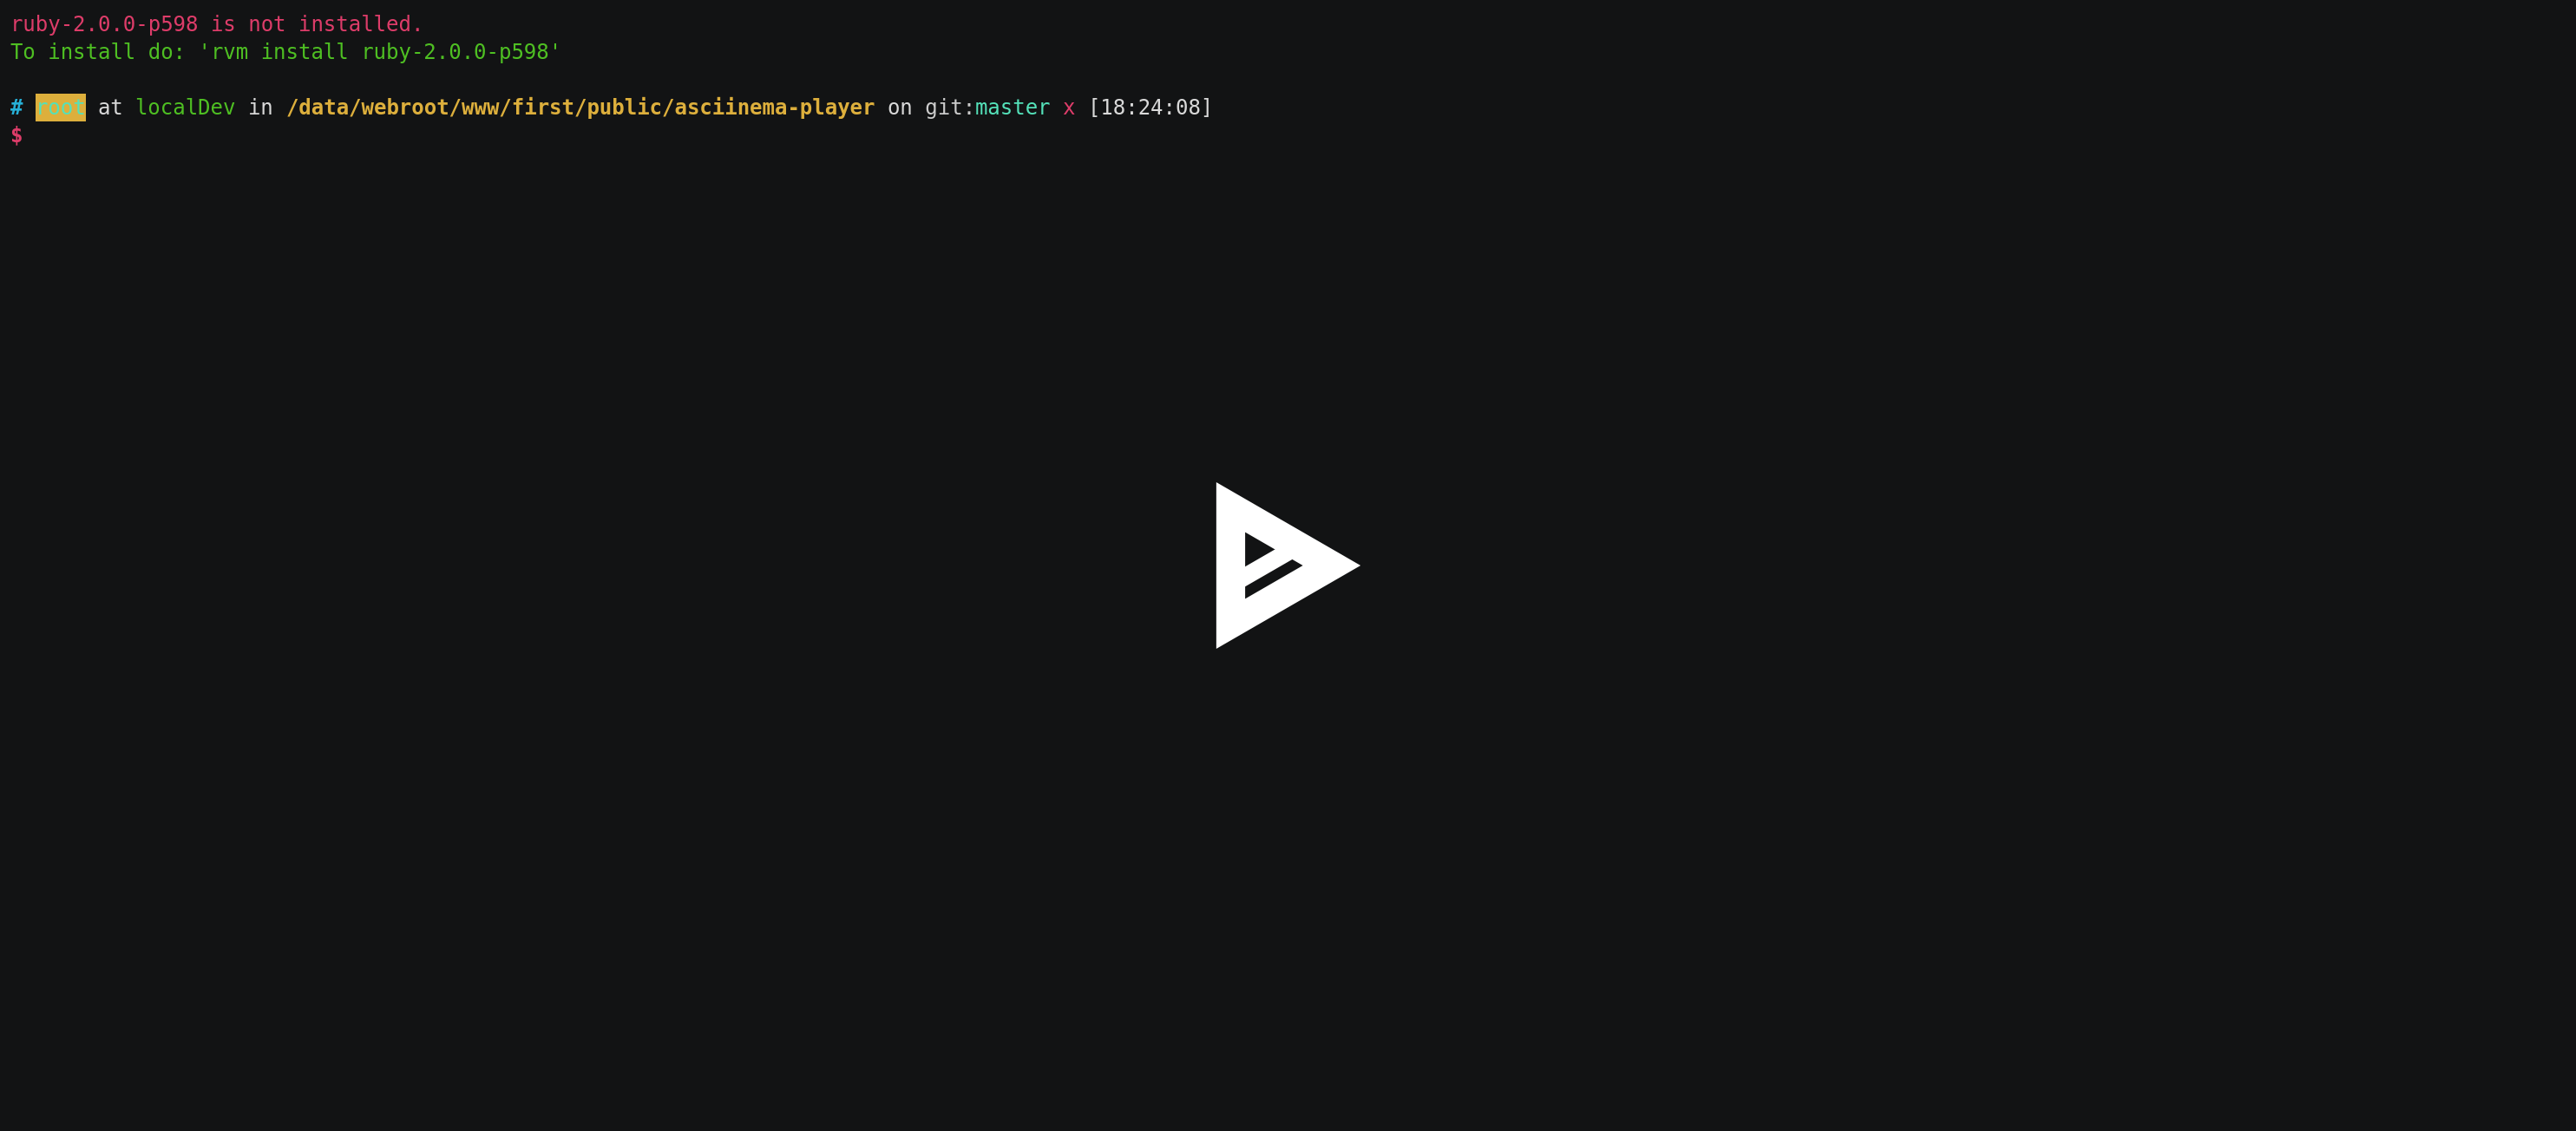 ruby-2.0.0-p598 is not installed.
To install do: 'rvm install ruby-2.0.0-p598'
# root at localDev in /data/webroot/www/first/public/asciinema-player on git:master x [18:24:08]
$